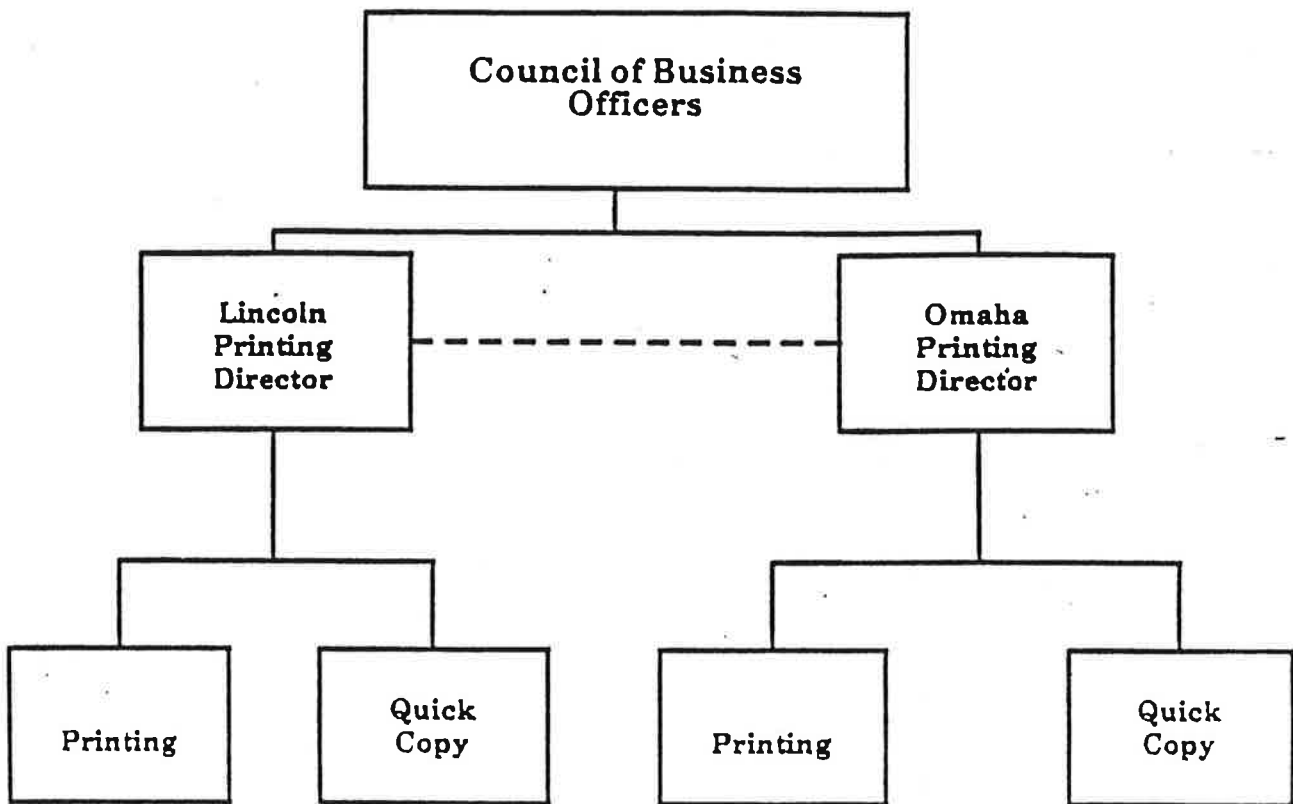 Council of Business
Officers
Lincoln
Printing
Director
Omaha
Printing
Director
Printing
Quick
Copy
Printing
Quick
Copy